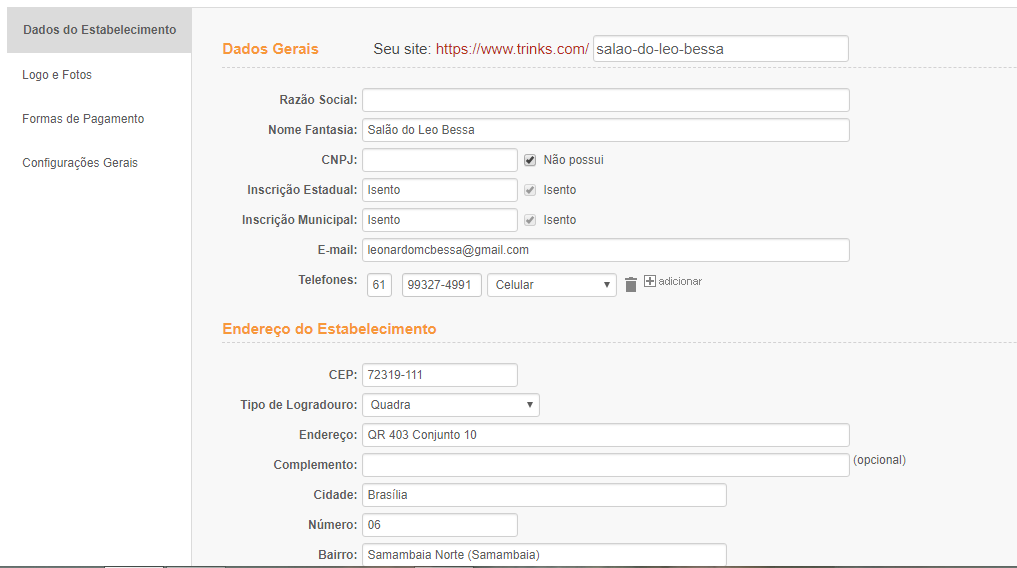 Dados do Estabelecimento
Logo e Fotos
Formas de Pagamento
Configurações Gerais
Dados Gerais Seu site: https://www.trinks.com/ salao-do-leo-bessa
Razão Social:
Nome Fantasia: Salão do Leo Bessa
CNPJ: Não possui
Inscrição Estadual: Isento Isento
Inscrição Municipal: Isento Isento
E-mail: leonardomcbessa@gmail.com
Telefones: 61 99327-4991 Celular adicionar
Endereço do Estabelecimento
CEP: 72319-111
Tipo de Logradouro: Quadra
Endereço: QR 403 Conjunto 10
Complemento: (opcional)
Cidade: Brasília
Número: 06
Bairro: Samambaia Norte (Samambaia)